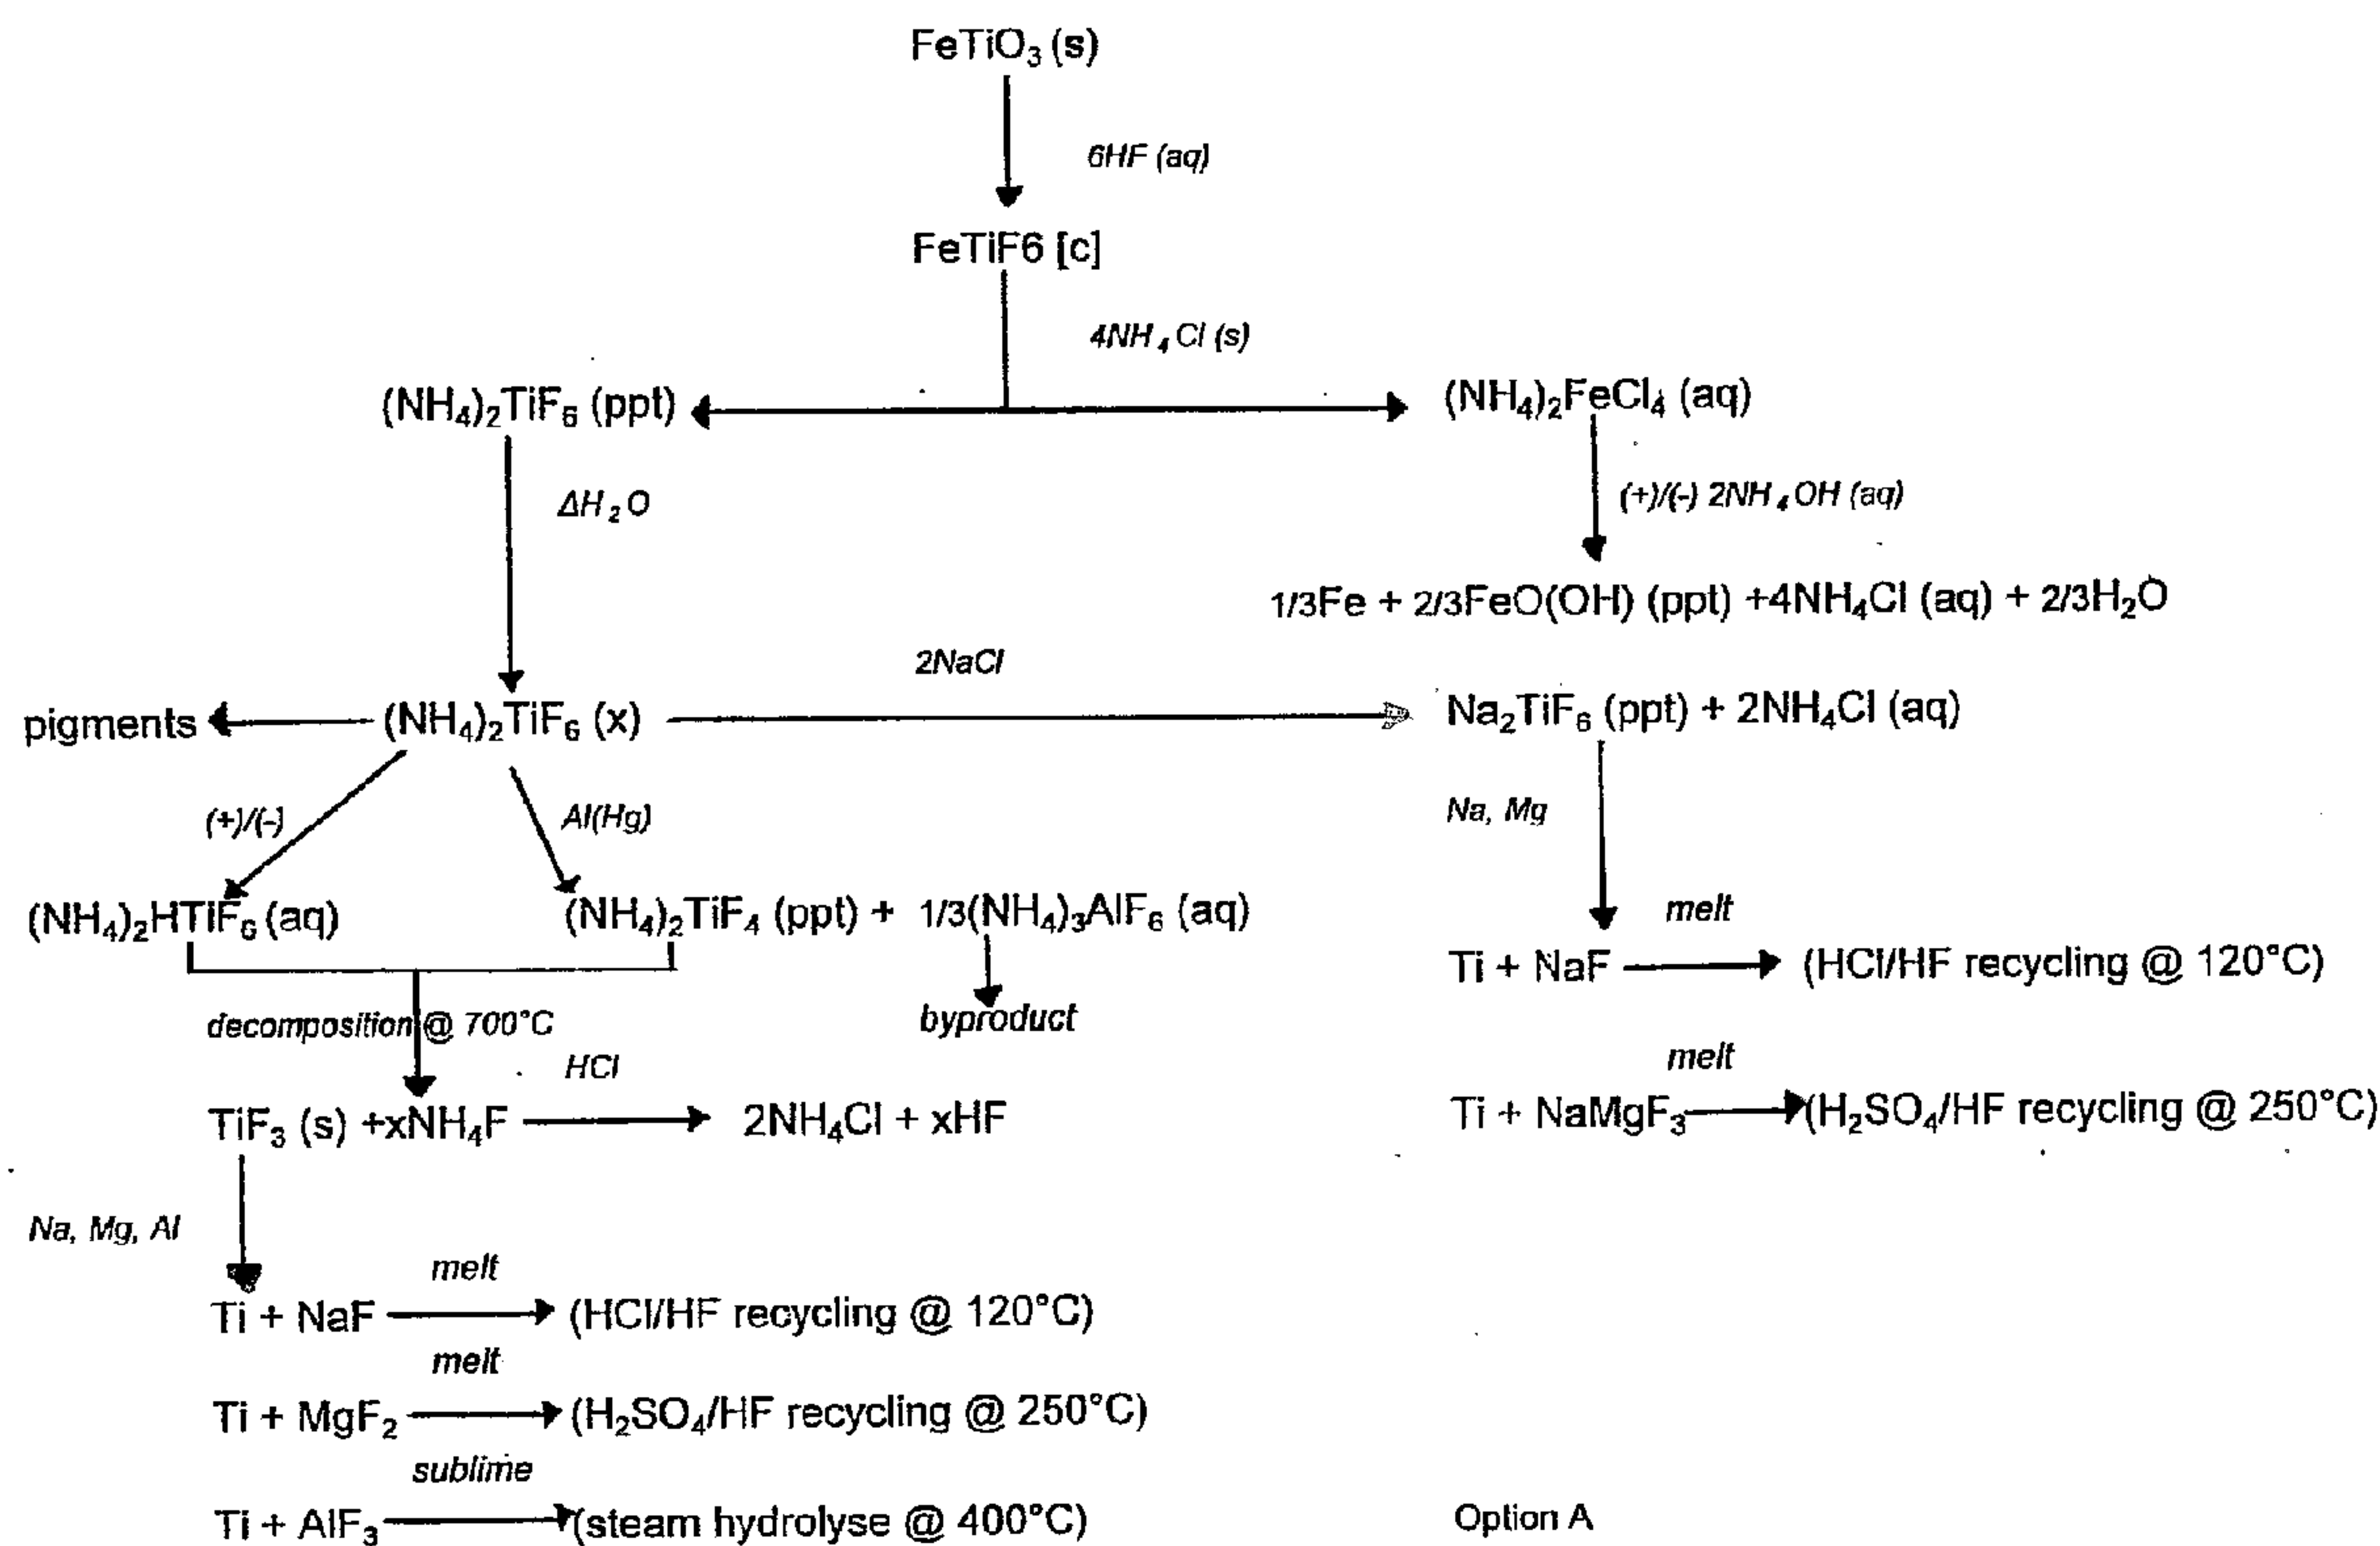 FeTiO₃ (s)
6HF (aq)
FeTiF6 [c]
4NH₄Cl (s)
(NH₄)₂TiF₆ (ppt)
(NH₄)₂FeCl₄ (aq)
ΔH₂O
(+)/(-) 2NH₄OH (aq)
1/3Fe + 2/3FeO(OH) (ppt) +4NH₄Cl (aq) + 2/3H₂O
2NaCl
pigments
(NH₄)₂TiF₆ (x)
Na₂TiF₆ (ppt) + 2NH₄Cl (aq)
(+)/(-)
Al(Hg)
Na, Mg
(NH₄)₂HTiF₆ (aq)
(NH₄)₂TiF₄ (ppt) + 1/3(NH₄)₃AlF₆ (aq)
melt
Ti + NaF
(HCl/HF recycling @ 120°C)
decomposition @ 700°C
byproduct
HCl
melt
TiF₃ (s) +xNH₄F
2NH₄Cl + xHF
Ti + NaMgF₃
(H₂SO₄/HF recycling @ 250°C)
Na, Mg, Al
melt
Ti + NaF
(HCl/HF recycling @ 120°C)
melt
Ti + MgF₂
(H₂SO₄/HF recycling @ 250°C)
sublime
Ti + AlF₃
(steam hydrolyse @ 400°C)
Option A